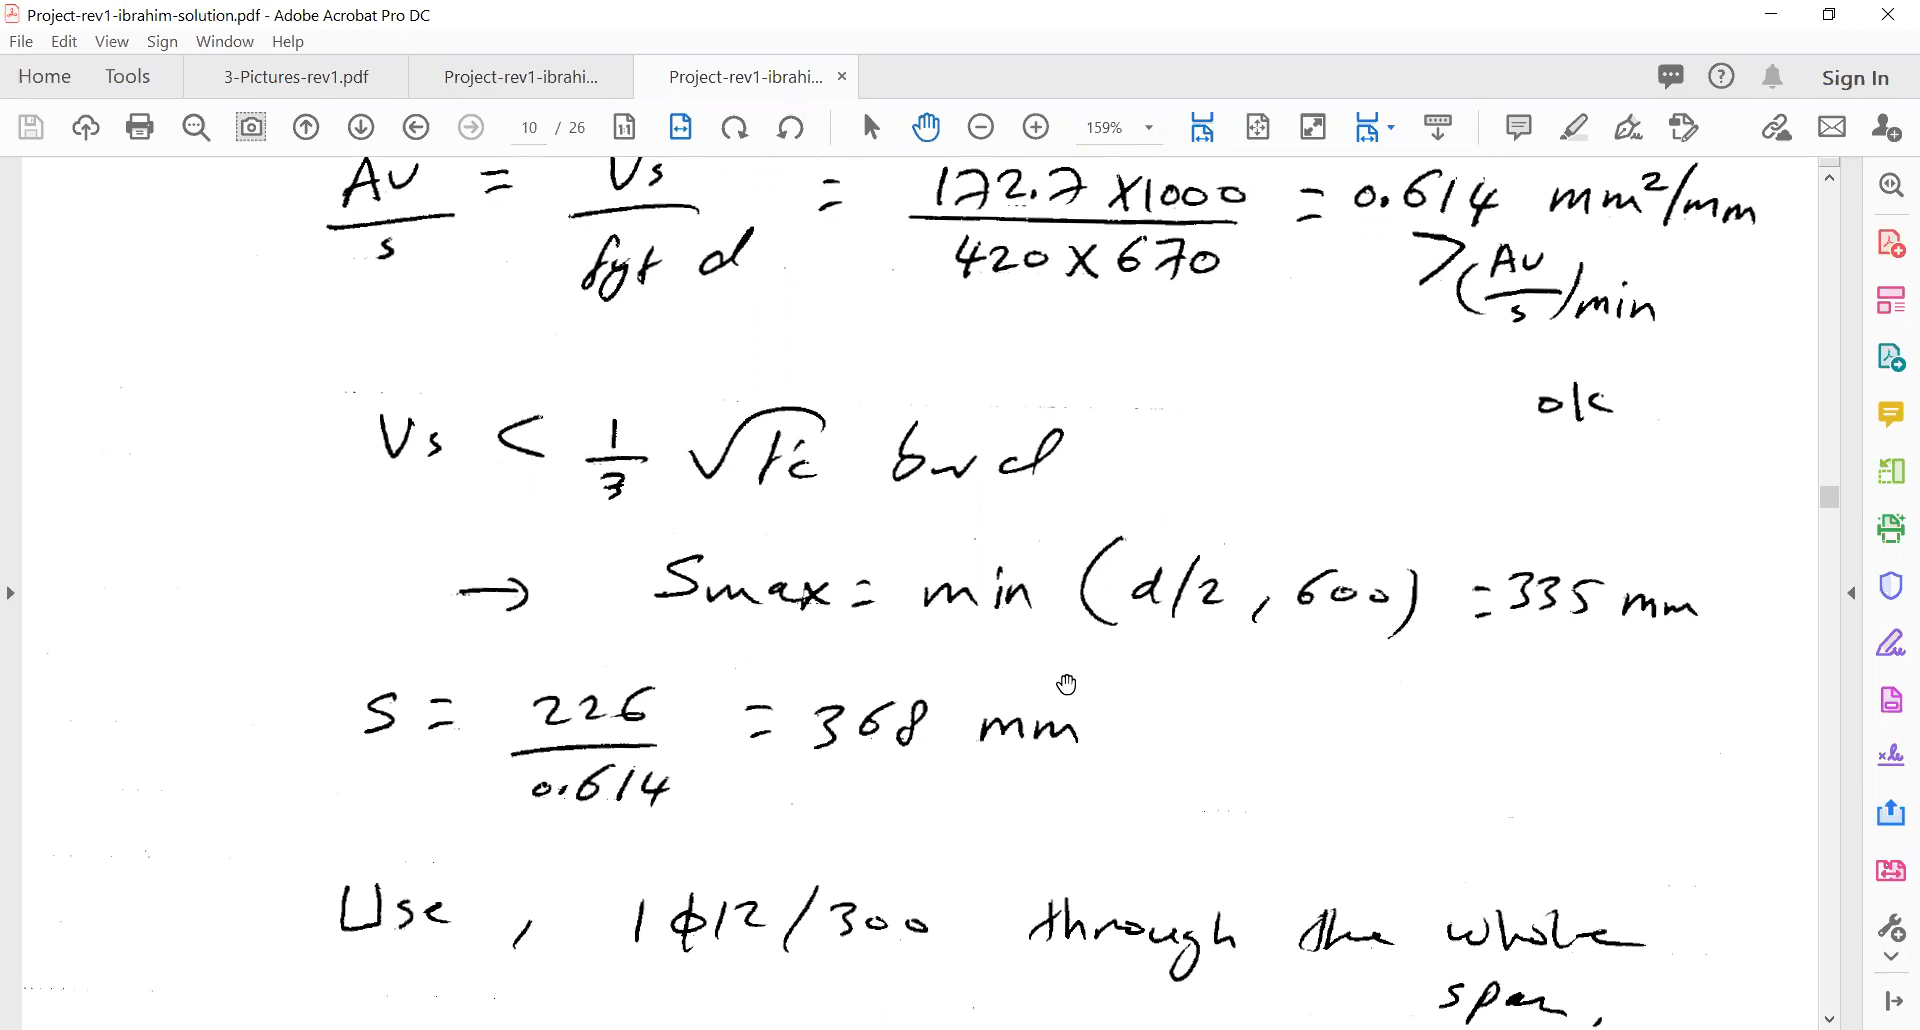 Project-rev1-ibrahim-solution.pdf - Adobe Acrobat Pro DC
File Edit View Sign Window Help
Home Tools 3-Pictures-rev1.pdf Project-rev1-ibrahi... Project-rev1-ibrahi... × Sign In
10 / 26 159%
Av/s = Vs/(fyt d) = (172.7 x1000)/(420 x 670) = 0.614 mm²/mm
> (Av/s)min
ok
Vs < 1/3 √f'c bw d
→ Smax = min (d/2, 600) = 335 mm
S = 226/0.614 = 368 mm
Use, 1ϕ12/300 through the whole
span.